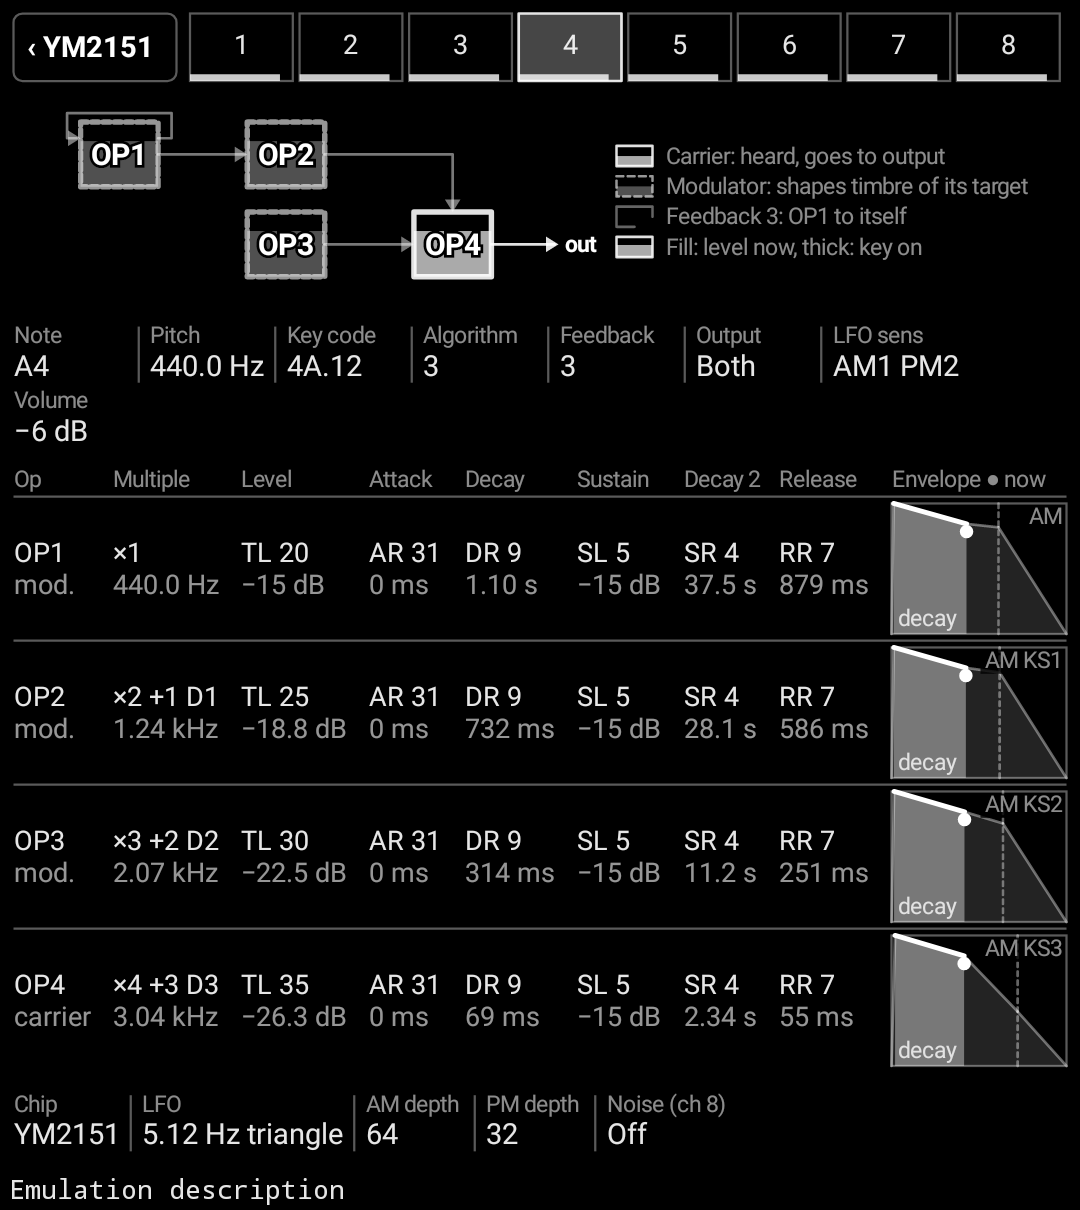 ‹ YM2151 1 2 3 4 5 6 7 8
OP1 OP2
OP3 OP4 out
Carrier: heard, goes to output
Modulator: shapes timbre of its target
Feedback 3: OP1 to itself
Fill: level now, thick: key on
Note Pitch Key code Algorithm Feedback Output LFO sens
A4 440.0 Hz 4A.12 3 3 Both AM1 PM2
Volume
−6 dB
Op Multiple Level Attack Decay Sustain Decay 2 Release Envelope ● now
AM
OP1 ×1 TL 20 AR 31 DR 9 SL 5 SR 4 RR 7
mod. 440.0 Hz −15 dB 0 ms 1.10 s −15 dB 37.5 s 879 ms
decay
AM KS1
OP2 ×2 +1 D1 TL 25 AR 31 DR 9 SL 5 SR 4 RR 7
mod. 1.24 kHz −18.8 dB 0 ms 732 ms −15 dB 28.1 s 586 ms
decay
AM KS2
OP3 ×3 +2 D2 TL 30 AR 31 DR 9 SL 5 SR 4 RR 7
mod. 2.07 kHz −22.5 dB 0 ms 314 ms −15 dB 11.2 s 251 ms
decay
AM KS3
OP4 ×4 +3 D3 TL 35 AR 31 DR 9 SL 5 SR 4 RR 7
carrier 3.04 kHz −26.3 dB 0 ms 69 ms −15 dB 2.34 s 55 ms
decay
Chip LFO AM depth PM depth Noise (ch 8)
YM2151 5.12 Hz triangle 64 32 Off
Emulation description